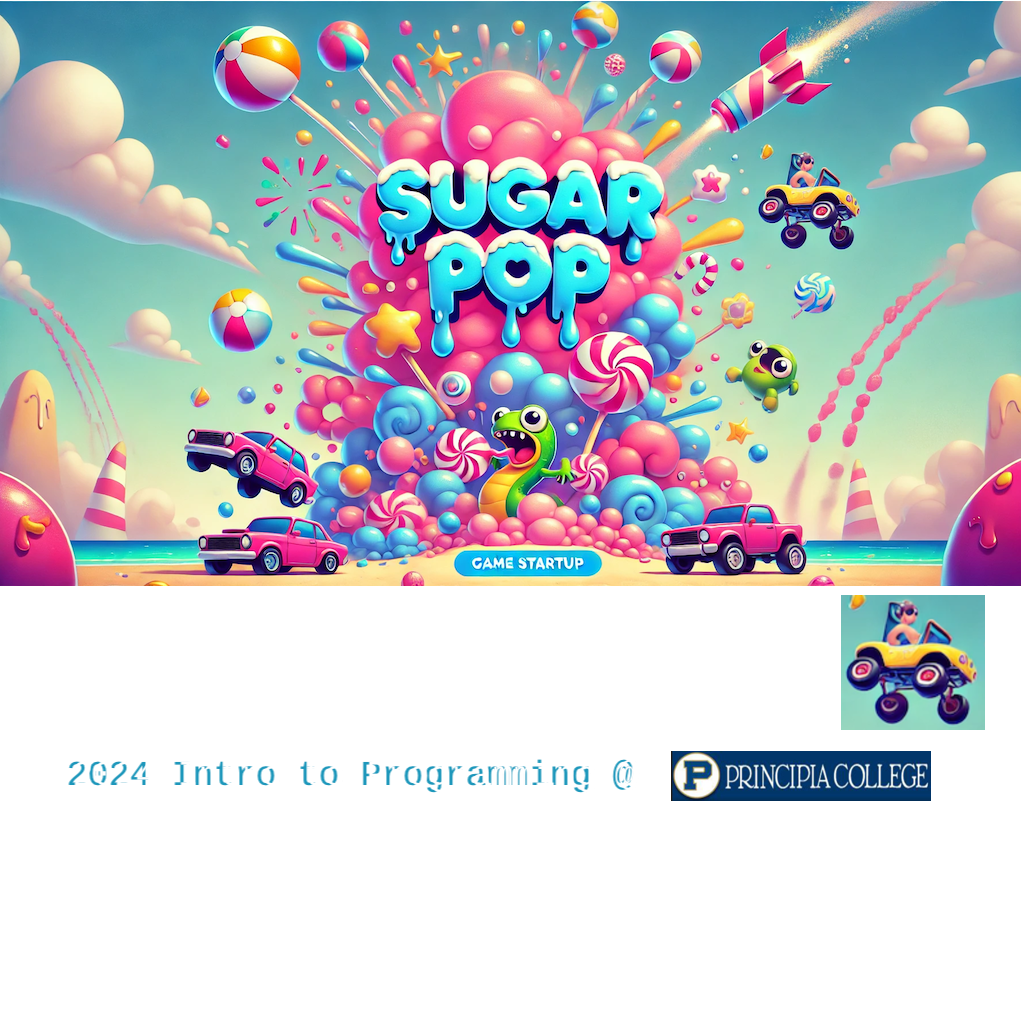 SUGAR
POP
GAME STARTUP
2024 Intro to Programming @
P PRINCIPIA COLLEGE